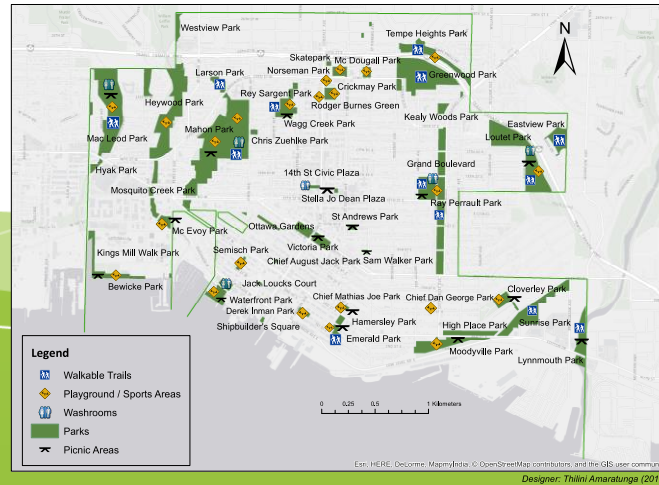 Westview Park
Tempe Heights Park
N
Skatepark
Mc Dougall Park
Norseman Park
Larson Park
Greenwood Park
Crickmay Park
Rey Sargent Park
Heywood Park
Rodger Burnes Green
Kealy Woods Park
Wagg Creek Park
Eastview Park
Mahon Park
Loutet Park
Mac Leod Park
Chris Zuehlke Park
Grand Boulevard
Hyak Park
14th St Civic Plaza
Mosquito Creek Park
Stella Jo Dean Plaza
Ray Perrault Park
St Andrews Park
Mc Evoy Park
Ottawa Gardens
Victoria Park
Kings Mill Walk Park
Semisch Park
Chief August Jack Park
Sam Walker Park
Bewicke Park
Jack Loucks Court
Cloverley Park
Waterfront Park
Chief Mathias Joe Park
Chief Dan George Park
Derek Inman Park
Hamersley Park
High Place Park
Sunrise Park
Shipbuilder's Square
Emerald Park
Moodyville Park
Lynnmouth Park
Legend
Walkable Trails
Playground / Sports Areas
Washrooms
Parks
Picnic Areas
0 0.25 0.5 1 Kilometers
Esri, HERE, DeLorme, MapmyIndia, © OpenStreetMap contributors, and the GIS user commun
Designer: Thilini Amaratunga (201